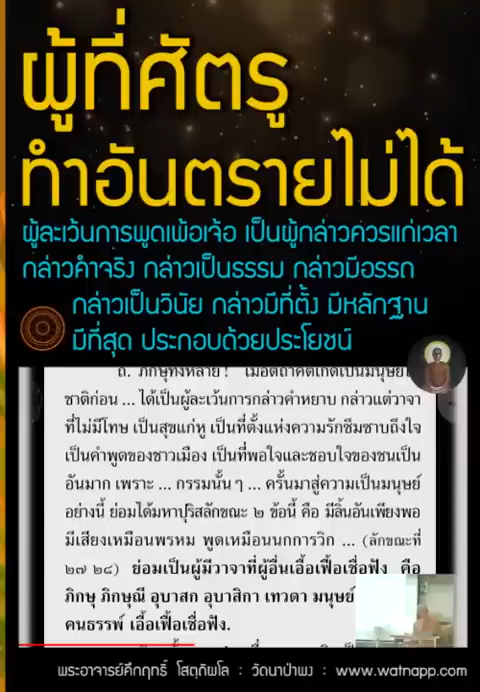 ผู้ที่ศัตรู
ทำอันตรายไม่ได้
ผู้ละเว้นการพูดเพ้อเจ้อ เป็นผู้กล่าวควรแก่เวลา
กล่าวคำจริง กล่าวเป็นธรรม กล่าวมีอรรถ
กล่าวเป็นวินัย กล่าวมีที่ตั้ง มีหลักฐาน
มีที่สุด ประกอบด้วยประโยชน์
ถ. ภิกษุทั้งหลาย! เมื่อตถาคตเกิดเป็นมนุษย์
ชาติก่อน ... ได้เป็นผู้ละเว้นการกล่าวคำหยาบ กล่าวแต่วาจา
ที่ไม่มีโทษ เป็นสุขแก่หู เป็นที่ตั้งแห่งความรักซึมซาบถึงใจ
เป็นคำพูดของชาวเมือง เป็นที่พอใจและชอบใจของชนเป็น
อันมาก เพราะ ... กรรมนั้น ๆ ... ครั้นมาสู่ความเป็นมนุษย์
อย่างนี้ ย่อมได้มหาปุริสลักขณะ ๒ ข้อนี้ คือ มีลิ้นอันเพียงพอ
มีเสียงเหมือนพรหม พูดเหมือนนกการวิก ... (ลักขณะที่
๒๗ ๒๘) ย่อมเป็นผู้มีวาจาที่ผู้อื่นเอื้อเฟื้อเชื่อฟัง คือ
ภิกษุ ภิกษุณี อุบาสก อุบาสิกา เทวดา มนุษย์
คนธรรพ์ เอื้อเฟื้อเชื่อฟัง.
พระอาจารย์คึกฤทธิ์ โสตฺถิผโล : วัดนาป่าพง : www.watnapp.com